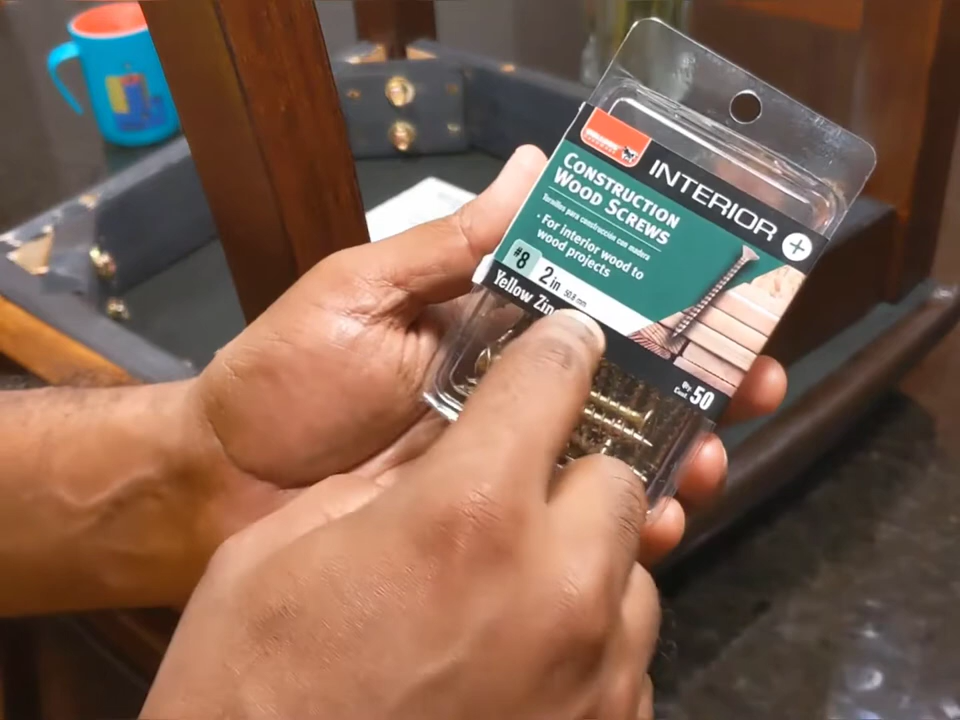 INTERIOR
CONSTRUCTION
WOOD SCREWS
Tornillos para construcción con madera
• For interior wood to
wood projects
#8 2in 50.8 mm
Yellow Zin
Qty.
Cant. 50